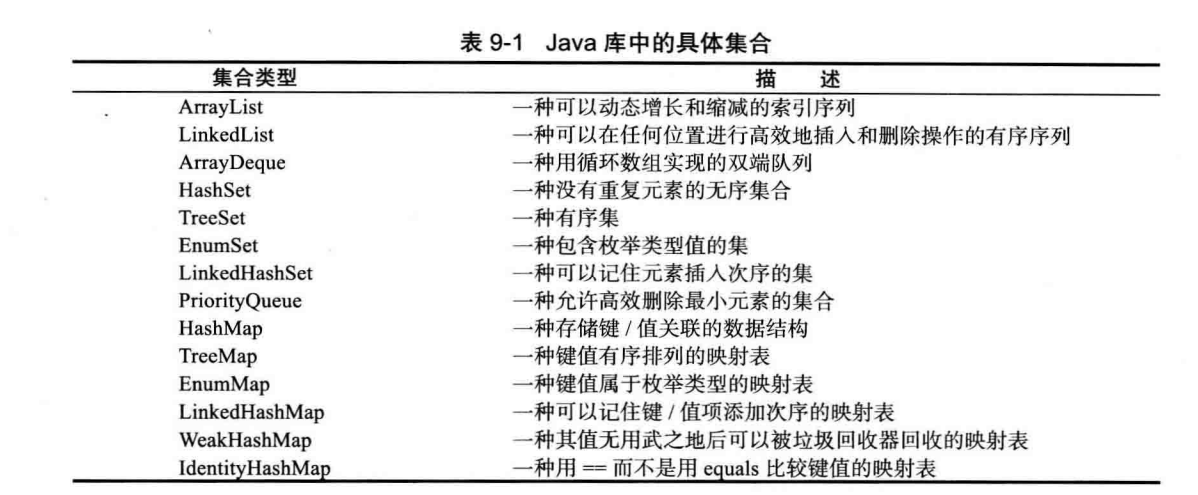 表 9-1 Java 库中的具体集合
集合类型 描 述
ArrayList 一种可以动态增长和缩减的索引序列
LinkedList 一种可以在任何位置进行高效地插入和删除操作的有序序列
ArrayDeque 一种用循环数组实现的双端队列
HashSet 一种没有重复元素的无序集合
TreeSet 一种有序集
EnumSet 一种包含枚举类型值的集
LinkedHashSet 一种可以记住元素插入次序的集
PriorityQueue 一种允许高效删除最小元素的集合
HashMap 一种存储键 / 值关联的数据结构
TreeMap 一种键值有序排列的映射表
EnumMap 一种键值属于枚举类型的映射表
LinkedHashMap 一种可以记住键 / 值项添加次序的映射表
WeakHashMap 一种其值无用武之地后可以被垃圾回收器回收的映射表
IdentityHashMap 一种用 == 而不是用 equals 比较键值的映射表